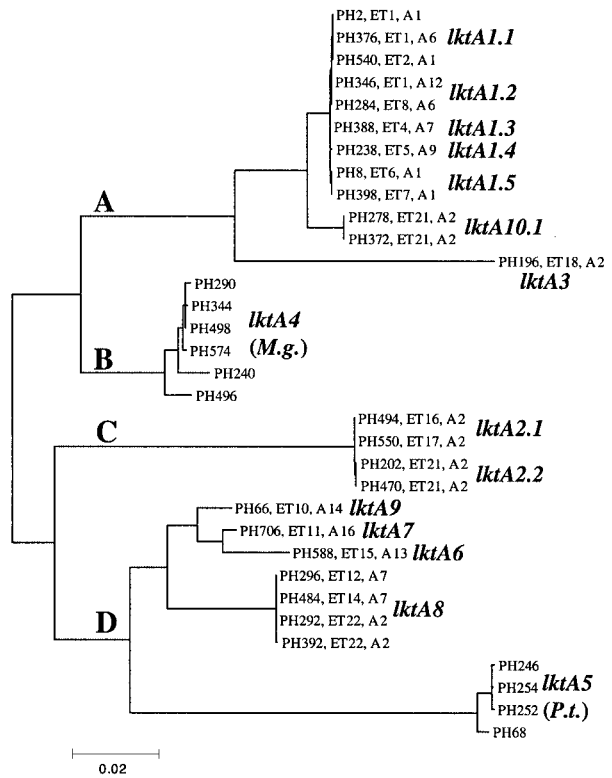 PH2, ET1, A1
PH376, ET1, A6 lktA1.1
PH540, ET2, A1
PH346, ET1, A12
lktA1.2
PH284, ET8, A6
PH388, ET4, A7 lktA1.3
PH238, ET5, A9 lktA1.4
PH8, ET6, A1
lktA1.5
PH398, ET7, A1
A
PH278, ET21, A2
lktA10.1
PH372, ET21, A2
PH196, ET18, A2
lktA3
PH290
PH344
lktA4
PH498
PH574 (M.g.)
B
PH240
PH496
PH494, ET16, A2
lktA2.1
C
PH550, ET17, A2
PH202, ET21, A2
lktA2.2
PH470, ET21, A2
PH66, ET10, A14 lktA9
PH706, ET11, A16 lktA7
PH588, ET15, A13 lktA6
PH296, ET12, A7
PH484, ET14, A7
lktA8
PH292, ET22, A2
D
PH392, ET22, A2
PH246
PH254 lktA5
PH252 (P.t.)
PH68
0.02